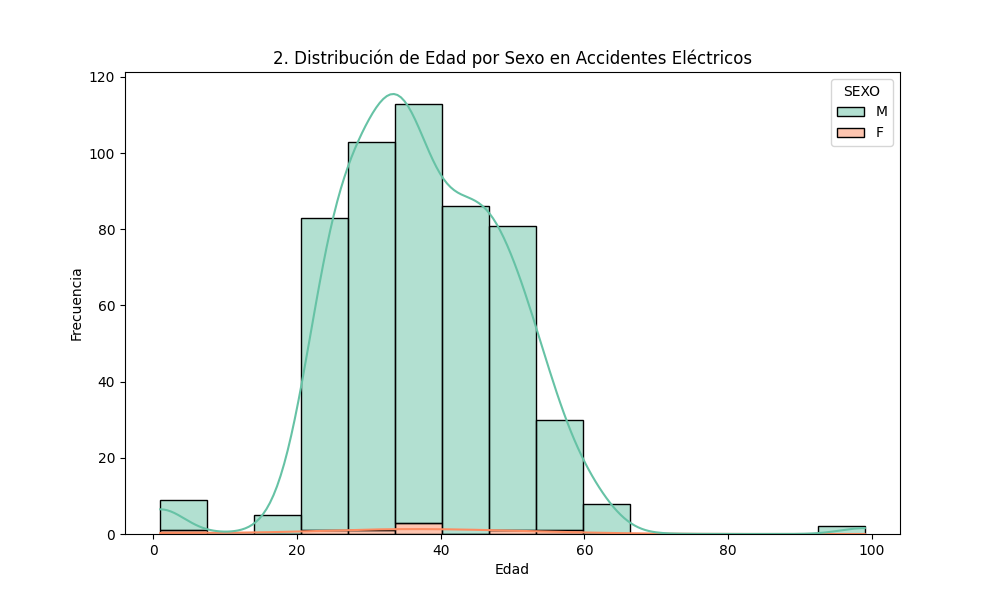 2. Distribución de Edad por Sexo en Accidentes Eléctricos
120
100
80
60
40
20
0
Frecuencia
SEXO
M
F
0 20 40 60 80 100
Edad